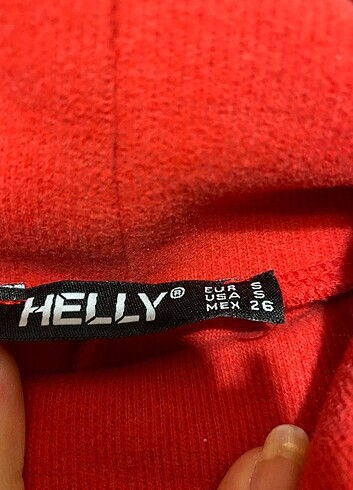 HELLY®
EUR S
USA S
MEX 26